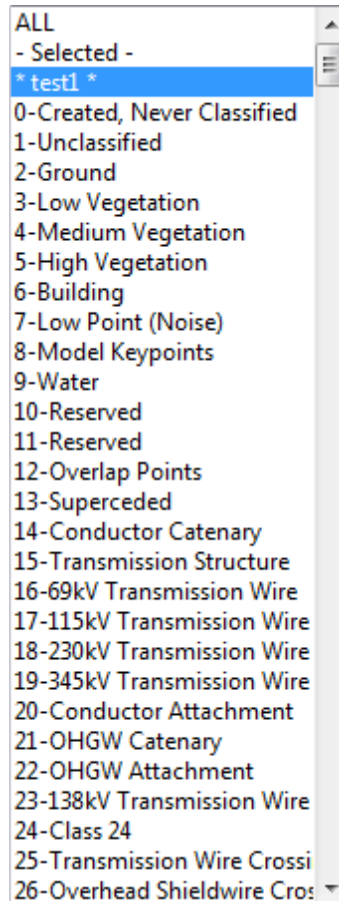 ALL
- Selected -
* test1 *
0-Created, Never Classified
1-Unclassified
2-Ground
3-Low Vegetation
4-Medium Vegetation
5-High Vegetation
6-Building
7-Low Point (Noise)
8-Model Keypoints
9-Water
10-Reserved
11-Reserved
12-Overlap Points
13-Superceded
14-Conductor Catenary
15-Transmission Structure
16-69kV Transmission Wire
17-115kV Transmission Wire
18-230kV Transmission Wire
19-345kV Transmission Wire
20-Conductor Attachment
21-OHGW Catenary
22-OHGW Attachment
23-138kV Transmission Wire
24-Class 24
25-Transmission Wire Crossi
26-Overhead Shieldwire Cros